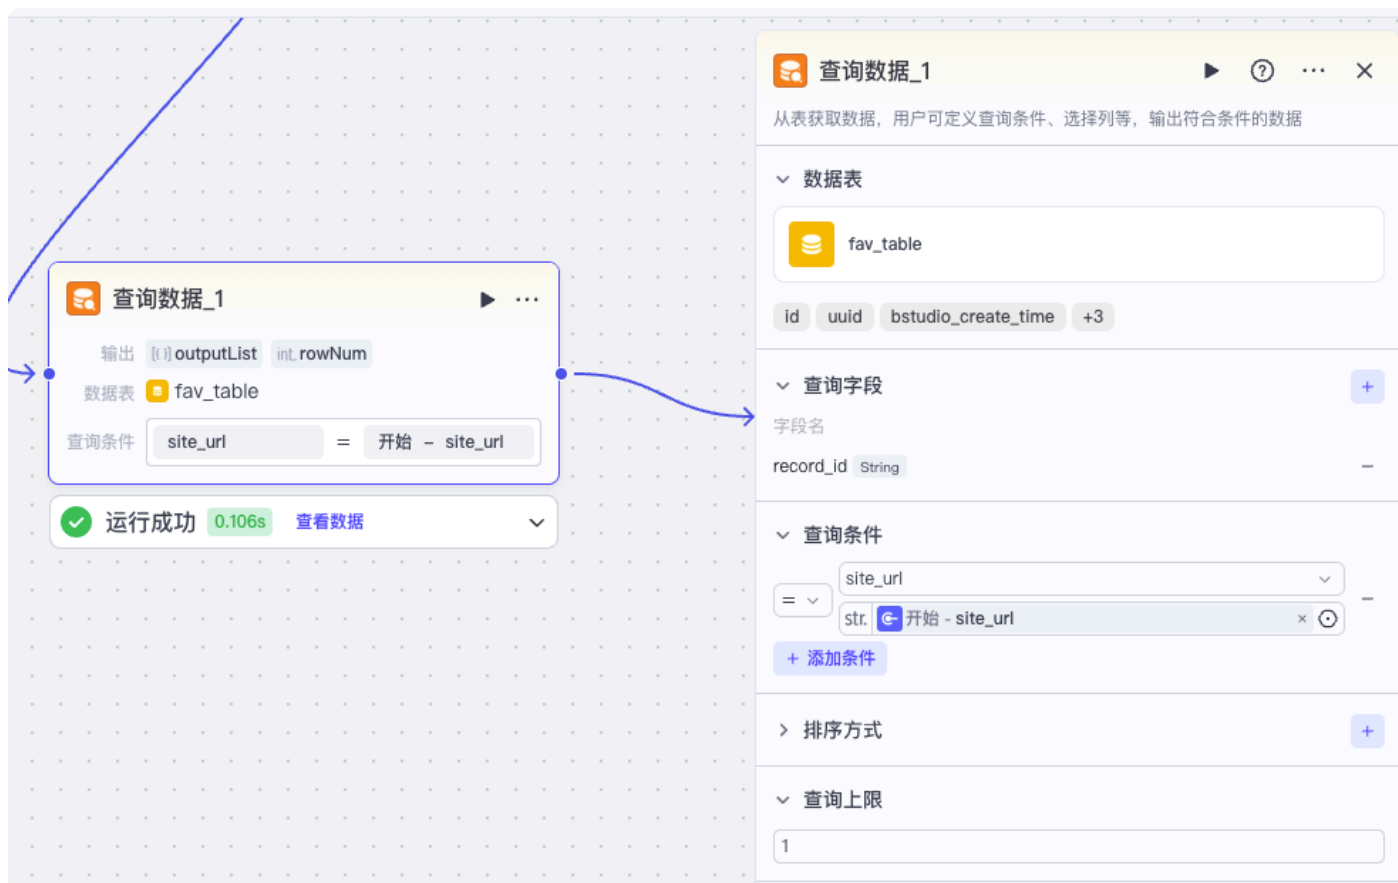 查询数据_1
输出 [()] outputList int. rowNum
数据表 fav_table
查询条件 site_url = 开始 - site_url
运行成功 0.106s 查看数据
查询数据_1
从表获取数据，用户可定义查询条件、选择列等，输出符合条件的数据
数据表
fav_table
id uuid bstudio_create_time +3
查询字段
字段名
record_id String
查询条件
=
site_url
str. 开始 - site_url
+ 添加条件
排序方式
查询上限
1